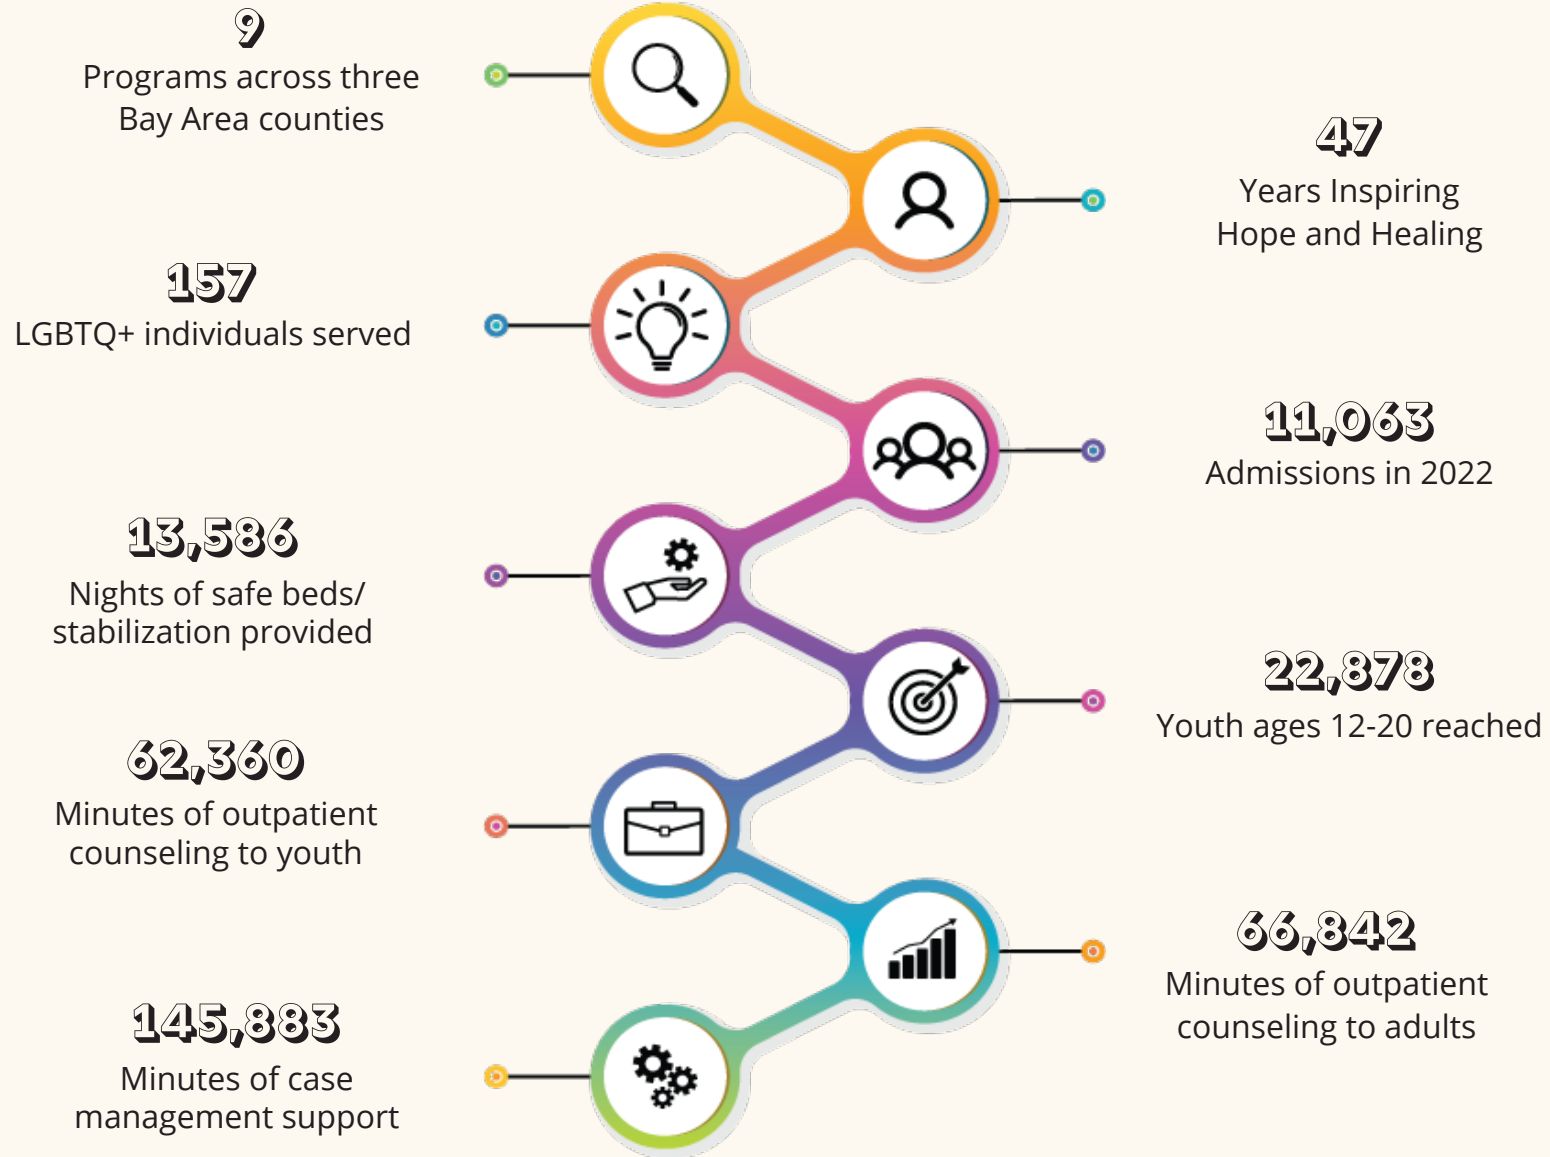 9
Programs across three
Bay Area counties
47
Years Inspiring
Hope and Healing
157
LGBTQ+ individuals served
11,063
Admissions in 2022
13,586
Nights of safe beds/
stabilization provided
22,878
Youth ages 12-20 reached
62,360
Minutes of outpatient
counseling to youth
66,842
Minutes of outpatient
counseling to adults
145,883
Minutes of case
management support